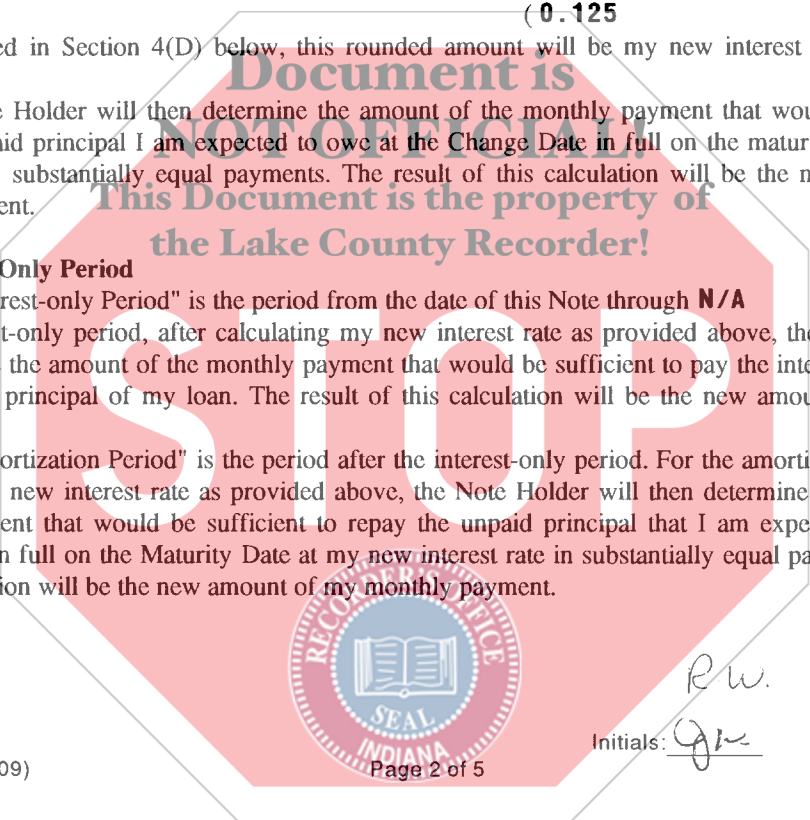 (0.125
ed in Section 4(D) below, this rounded amount will be my new interest
Document is
e Holder will then determine the amount of the monthly payment that wou
NOT OFFICIAL!
aid principal I am expected to owe at the Change Date in full on the matur
substantially equal payments. The result of this calculation will be the n
This Document is the property of
ent.
the Lake County Recorder!
Only Period
rest-only Period" is the period from the date of this Note through N/A
st-only period, after calculating my new interest rate as provided above, the
the amount of the monthly payment that would be sufficient to pay the inte
principal of my loan. The result of this calculation will be the new amou
STOP
ortization Period" is the period after the interest-only period. For the amorti
new interest rate as provided above, the Note Holder will then determine
ent that would be sufficient to repay the unpaid principal that I am expe
n full on the Maturity Date at my new interest rate in substantially equal pa
ion will be the new amount of my monthly payment.
RECORDER'S OFFICE
SEAL
INDIANA
R.W.
Initials:
09)
Page 2 of 5